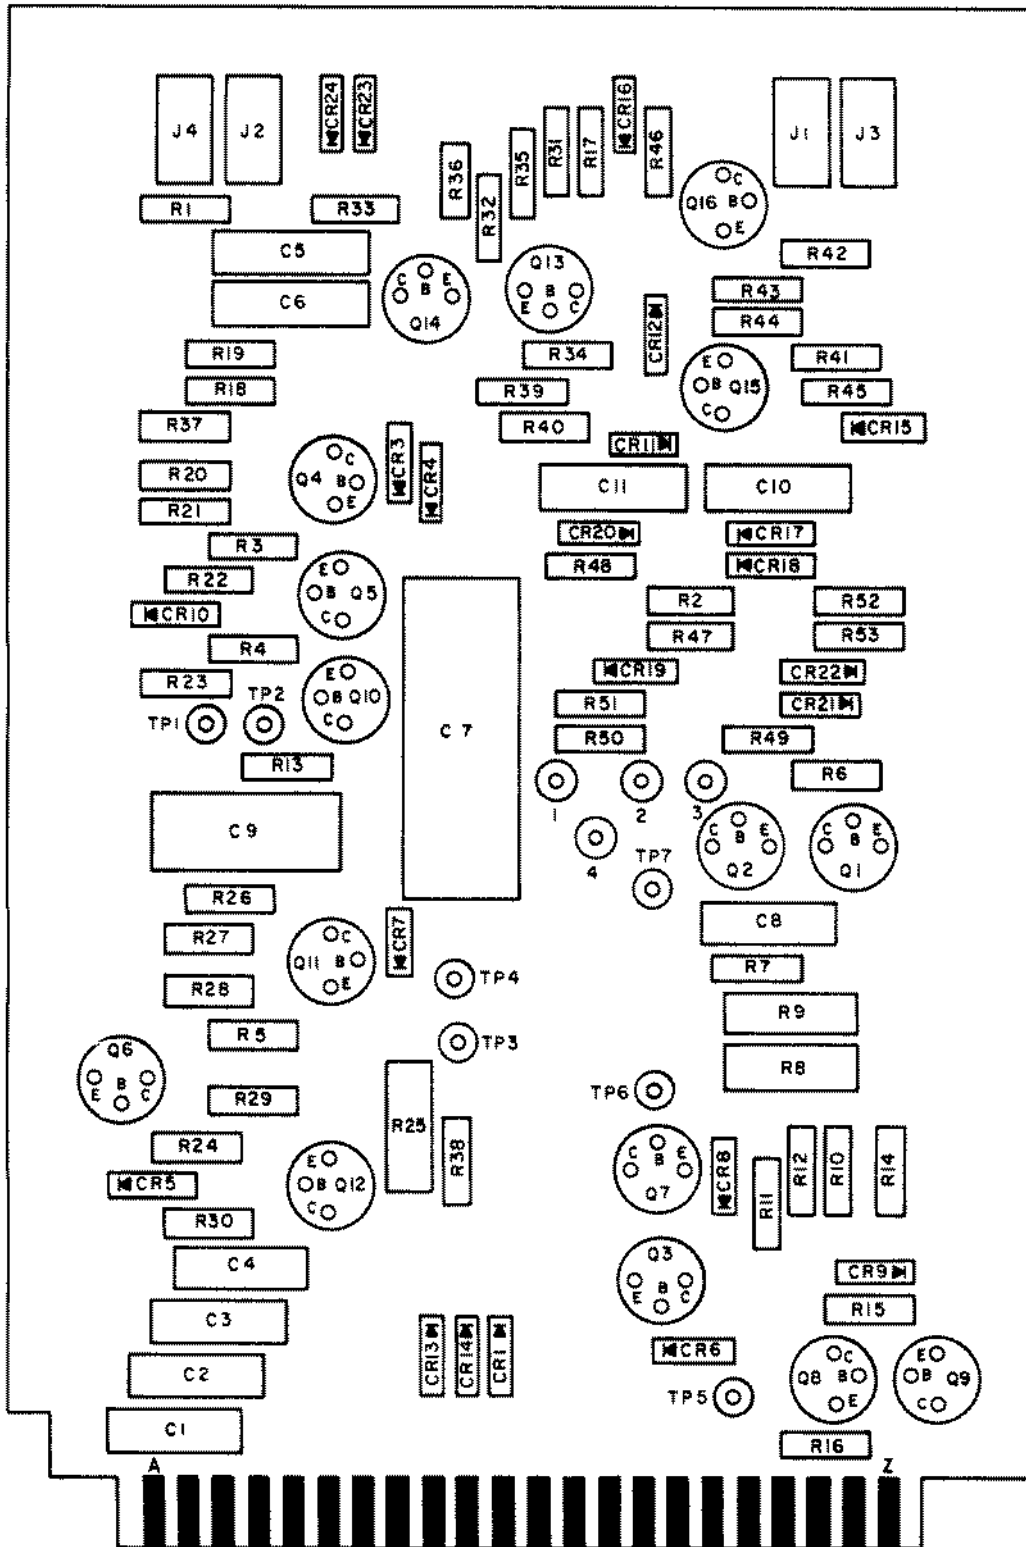 J4 J2 CR24 CR23 CR16 J1 J3
R36 R35 R31 R17 R46
R1 R33 R32
C Q16 B E
C5 R42
C6 C B E Q14 Q13 E B C R43
CR12 R44
R19 R34 E B Q15 C R41
R18 R39 R45
R37 R40 CR15
CR3 CR4 CR11
R20 C Q4 B E C11 C10
R21
R3 CR20 CR17
R22 E B Q5 C R48 CR18
CR10 R2 R52
R4 R47 R53
R23 E B Q10 C CR19 CR22
TP1 TP2 R51 CR21
C7 R50 R49
R13 R6
1 2 3
C9 4 TP7 C B E Q2 C B E Q1
R26 C8
R27 CR7
C Q11 B E TP4 R7
R28 R9
R5 TP3
Q6 E B C R8
R29 TP6
R25 R38
R24 C B E Q7 CR8 R11 R12 R10 R14
CR5 E B Q12 C
R30
C4 Q3 E B C CR9
C3 R15
CR13 CR14 CR1 CR6
C2 C Q8 B E E B Q9 C
TP5
C1 R16
A Z